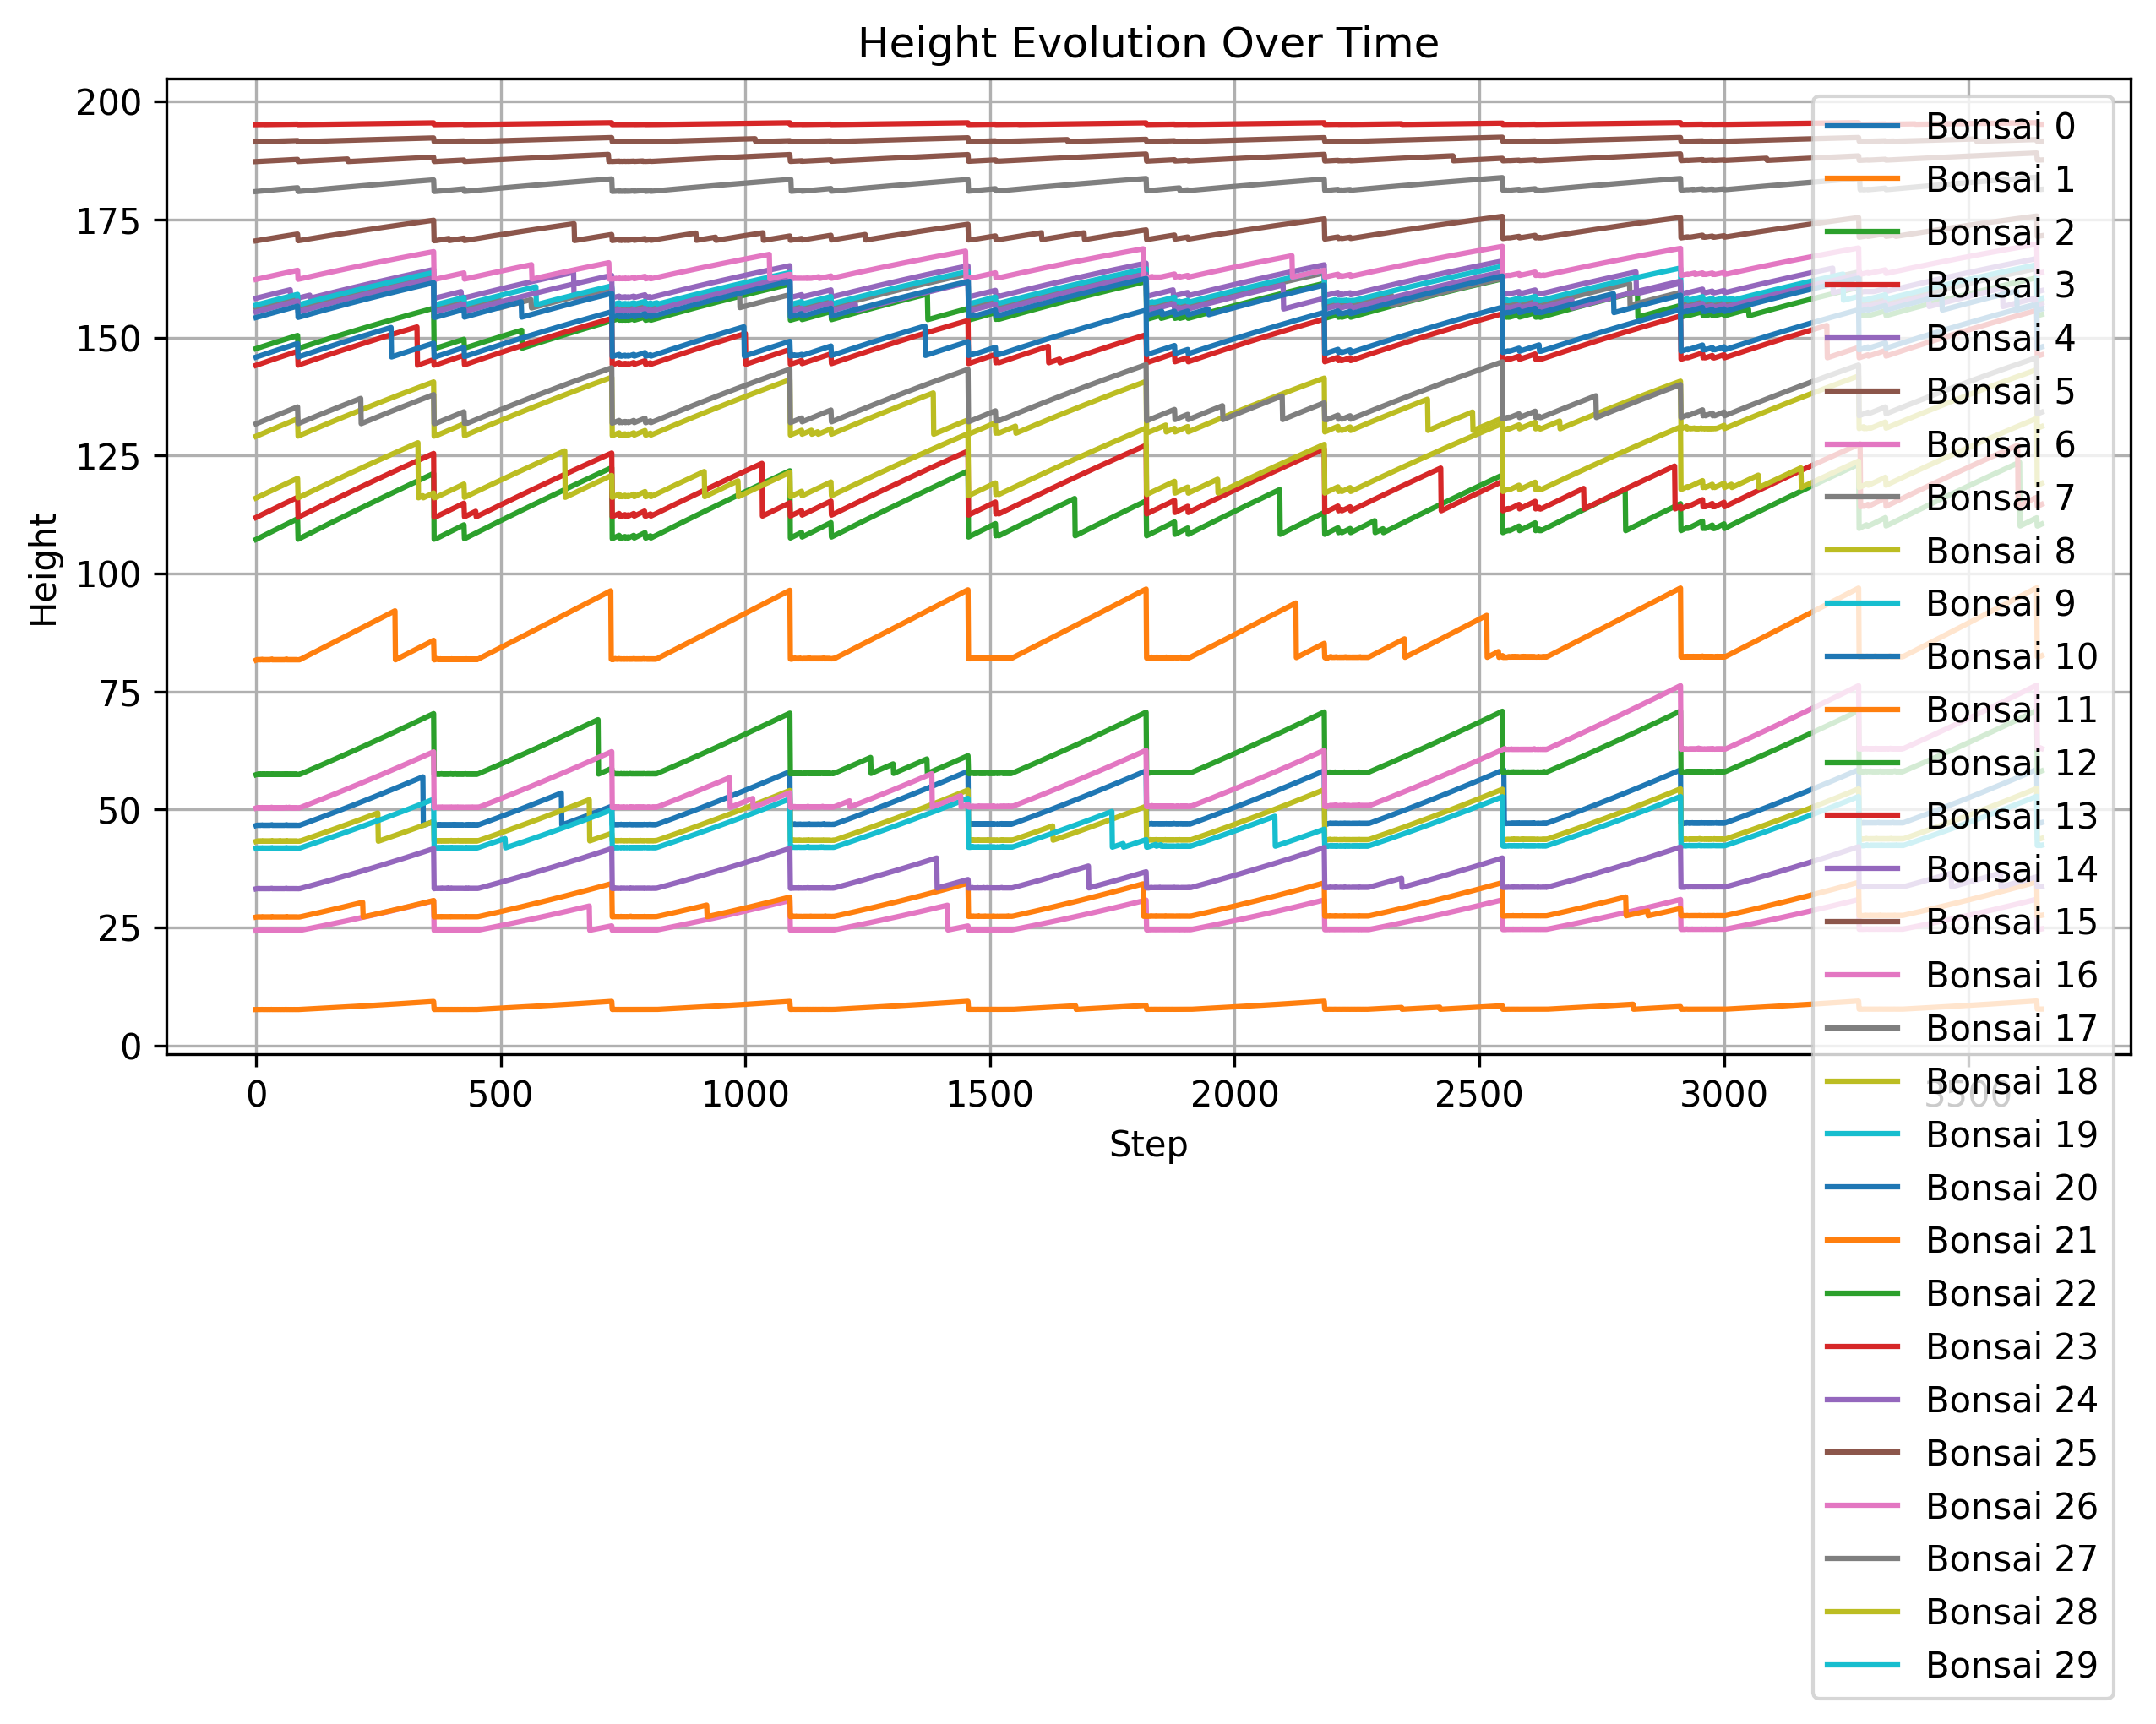 Height Evolution Over Time
200
175
150
125
100
75
50
25
0
Height
0 500 1000 1500 2000 2500 3000 3500
Step
Bonsai 0
Bonsai 1
Bonsai 2
Bonsai 3
Bonsai 4
Bonsai 5
Bonsai 6
Bonsai 7
Bonsai 8
Bonsai 9
Bonsai 10
Bonsai 11
Bonsai 12
Bonsai 13
Bonsai 14
Bonsai 15
Bonsai 16
Bonsai 17
Bonsai 18
Bonsai 19
Bonsai 20
Bonsai 21
Bonsai 22
Bonsai 23
Bonsai 24
Bonsai 25
Bonsai 26
Bonsai 27
Bonsai 28
Bonsai 29